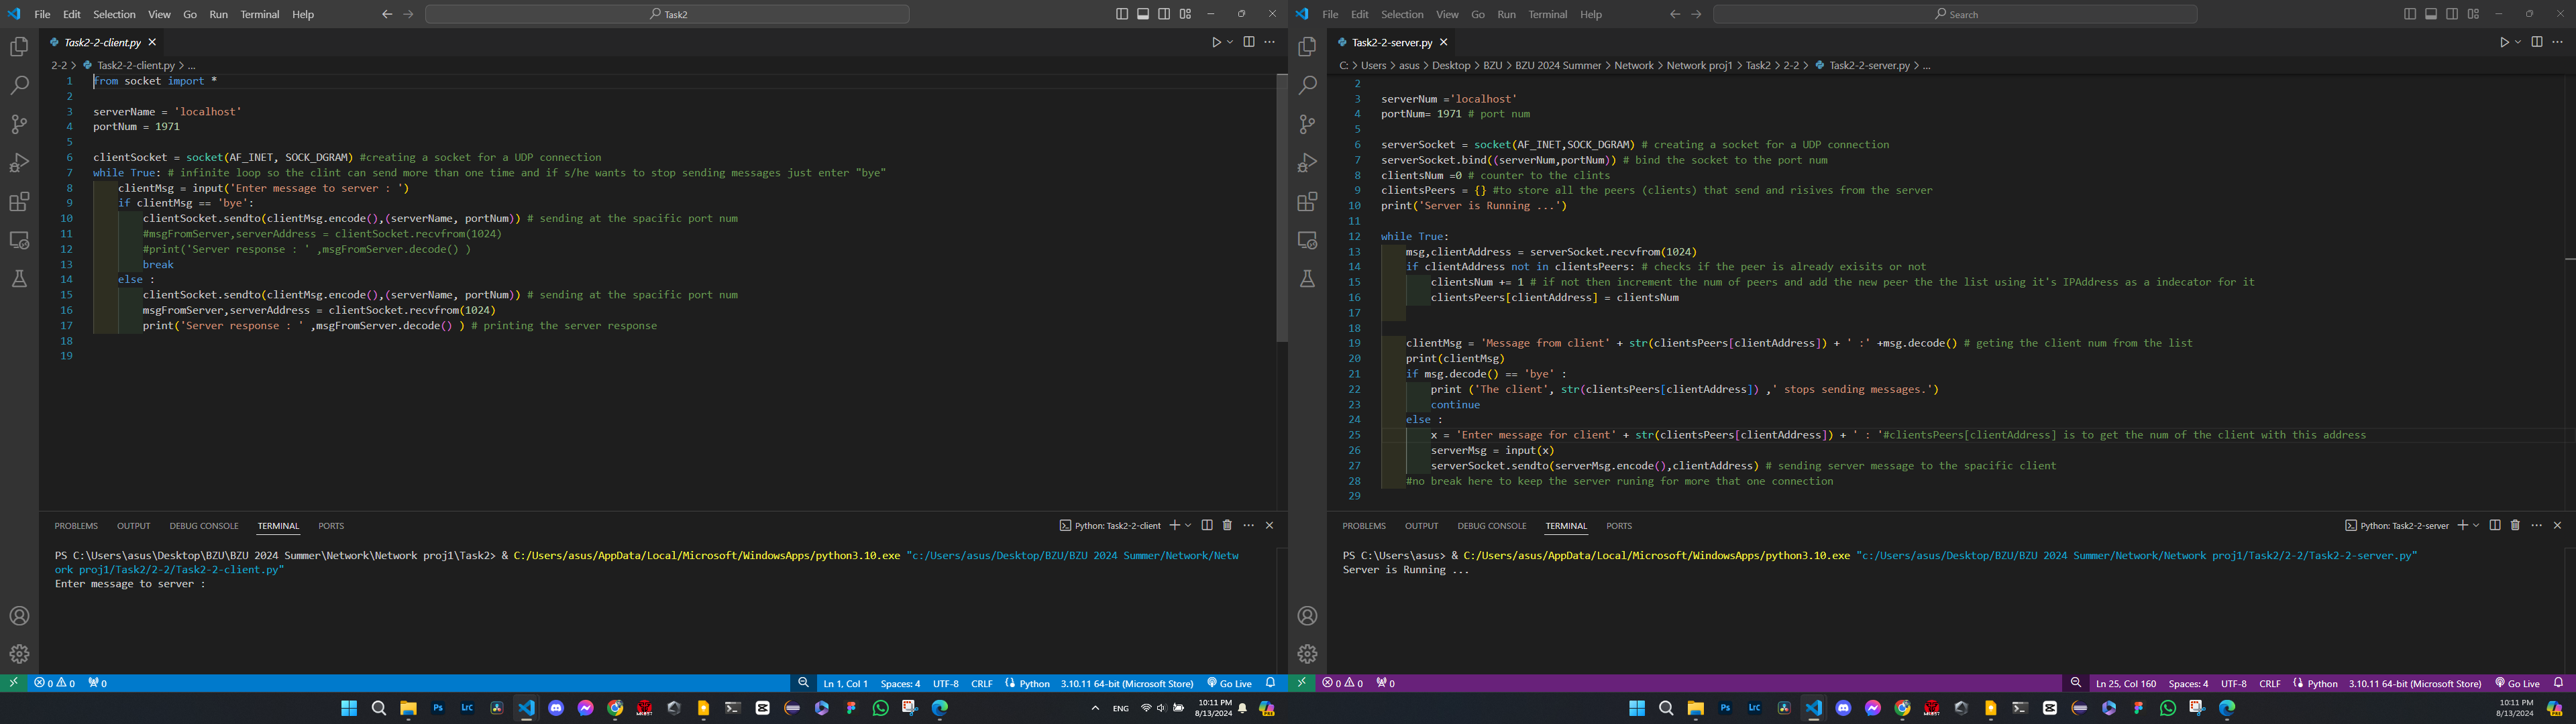 File Edit Selection View Go Run Terminal Help
Task2
Task2-2-client.py
2-2 > Task2-2-client.py > ...
1 from socket import *
2
3 serverName = 'localhost'
4 portNum = 1971
5
6 clientSocket = socket(AF_INET, SOCK_DGRAM) #creating a socket for a UDP connection
7 while True: # infinite loop so the clint can send more than one time and if s/he wants to stop sending messages just enter "bye"
8 clientMsg = input('Enter message to server : ')
9 if clientMsg == 'bye':
10 clientSocket.sendto(clientMsg.encode(),(serverName, portNum)) # sending at the spacific port num
11 #msgFromServer,serverAddress = clientSocket.recvfrom(1024)
12 #print('Server response : ' ,msgFromServer.decode() )
13 break
14 else :
15 clientSocket.sendto(clientMsg.encode(),(serverName, portNum)) # sending at the spacific port num
16 msgFromServer,serverAddress = clientSocket.recvfrom(1024)
17 print('Server response : ' ,msgFromServer.decode() ) # printing the server response
18
19
PROBLEMS OUTPUT DEBUG CONSOLE TERMINAL PORTS
Python: Task2-2-client
PS C:\Users\asus\Desktop\BZU\BZU 2024 Summer\Network\Network proj1\Task2> & C:/Users/asus/AppData/Local/Microsoft/WindowsApps/python3.10.exe "c:/Users/asus/Desktop/BZU/BZU 2024 Summer/Network/Netw
ork proj1/Task2/2-2/Task2-2-client.py"
Enter message to server :
0 0 0
Ln 1, Col 1 Spaces: 4 UTF-8 CRLF Python 3.10.11 64-bit (Microsoft Store) Go Live
Ps Lrc
ENG
10:11 PM
8/13/2024
File Edit Selection View Go Run Terminal Help
Search
Task2-2-server.py
C: > Users > asus > Desktop > BZU > BZU 2024 Summer > Network > Network proj1 > Task2 > 2-2 > Task2-2-server.py > ...
2
3 serverNum ='localhost'
4 portNum= 1971 # port num
5
6 serverSocket = socket(AF_INET,SOCK_DGRAM) # creating a socket for a UDP connection
7 serverSocket.bind((serverNum,portNum)) # bind the socket to the port num
8 clientsNum =0 # counter to the clints
9 clientsPeers = {} #to store all the peers (clients) that send and risives from the server
10 print('Server is Running ...')
11
12 while True:
13 msg,clientAddress = serverSocket.recvfrom(1024)
14 if clientAddress not in clientsPeers: # checks if the peer is already exisits or not
15 clientsNum += 1 # if not then increment the num of peers and add the new peer the the list using it's IPAddress as a indecator for it
16 clientsPeers[clientAddress] = clientsNum
17
18
19 clientMsg = 'Message from client' + str(clientsPeers[clientAddress]) + ' :' +msg.decode() # geting the client num from the list
20 print(clientMsg)
21 if msg.decode() == 'bye' :
22 print ('The client', str(clientsPeers[clientAddress]) ,' stops sending messages.')
23 continue
24 else :
25 x = 'Enter message for client' + str(clientsPeers[clientAddress]) + ' : '#clientsPeers[clientAddress] is to get the num of the client with this address
26 serverMsg = input(x)
27 serverSocket.sendto(serverMsg.encode(),clientAddress) # sending server message to the spacific client
28 #no break here to keep the server runing for more that one connection
29
PROBLEMS OUTPUT DEBUG CONSOLE TERMINAL PORTS
Python: Task2-2-server
PS C:\Users\asus> & C:/Users/asus/AppData/Local/Microsoft/WindowsApps/python3.10.exe "c:/Users/asus/Desktop/BZU/BZU 2024 Summer/Network/Network proj1/Task2/2-2/Task2-2-server.py"
Server is Running ...
0 0 0
Ln 25, Col 160 Spaces: 4 UTF-8 CRLF Python 3.10.11 64-bit (Microsoft Store) Go Live
Ps Lrc
10:11 PM
8/13/2024